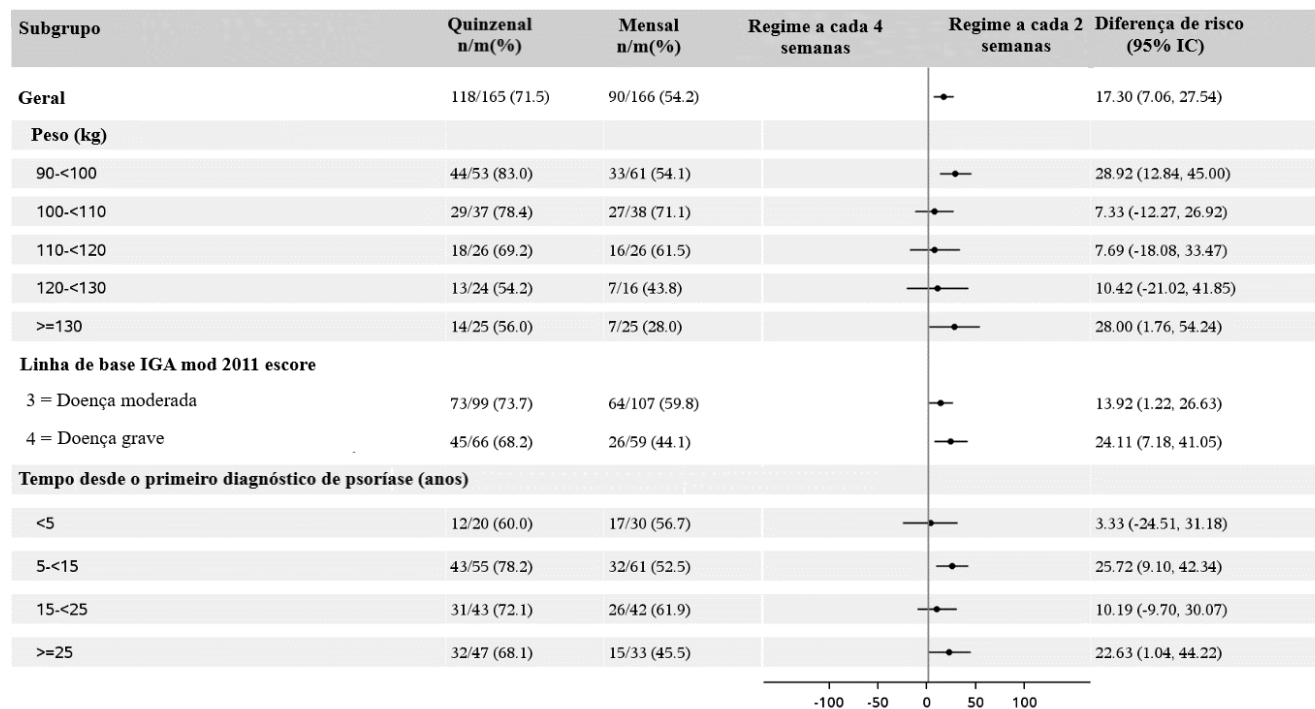 Subgrupo Quinzenal n/m(%) Mensal n/m(%) Regime a cada 4 semanas Regime a cada 2 semanas Diferença de risco (95% IC)
Geral 118/165 (71.5) 90/166 (54.2) 17.30 (7.06, 27.54)
Peso (kg)
90-<100 44/53 (83.0) 33/61 (54.1) 28.92 (12.84, 45.00)
100-<110 29/37 (78.4) 27/38 (71.1) 7.33 (-12.27, 26.92)
110-<120 18/26 (69.2) 16/26 (61.5) 7.69 (-18.08, 33.47)
120-<130 13/24 (54.2) 7/16 (43.8) 10.42 (-21.02, 41.85)
>=130 14/25 (56.0) 7/25 (28.0) 28.00 (1.76, 54.24)
Linha de base IGA mod 2011 escore
3 = Doença moderada 73/99 (73.7) 64/107 (59.8) 13.92 (1.22, 26.63)
4 = Doença grave 45/66 (68.2) 26/59 (44.1) 24.11 (7.18, 41.05)
Tempo desde o primeiro diagnóstico de psoríase (anos)
<5 12/20 (60.0) 17/30 (56.7) 3.33 (-24.51, 31.18)
5-<15 43/55 (78.2) 32/61 (52.5) 25.72 (9.10, 42.34)
15-<25 31/43 (72.1) 26/42 (61.9) 10.19 (-9.70, 30.07)
>=25 32/47 (68.1) 15/33 (45.5) 22.63 (1.04, 44.22)
-100 -50 0 50 100